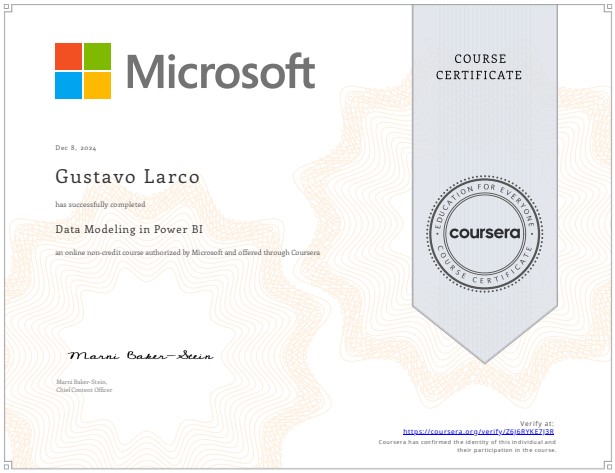 Microsoft
COURSE
CERTIFICATE
Dec 8, 2024
Gustavo Larco
has successfully completed
Data Modeling in Power BI
an online non-credit course authorized by Microsoft and offered through Coursera
EDUCATION FOR EVERYONE
coursera
COURSE CERTIFICATE
Marni Baker-Stein
Marni Baker-Stein,
Chief Content Officer
Verify at:
https://coursera.org/verify/Z6J6RYKE7J3R
Coursera has confirmed the identity of this individual and
their participation in the course.